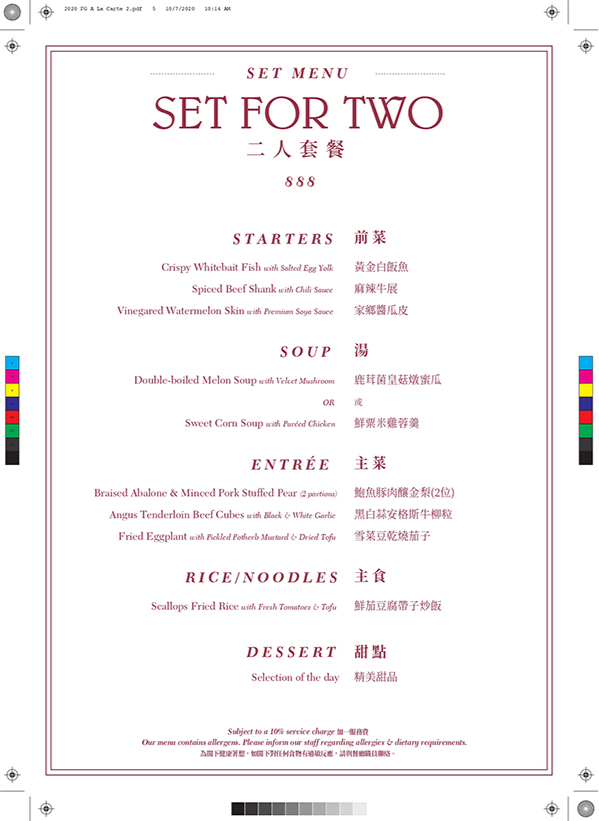 2020 FG A La Carte 2.pdf 5 10/7/2020 10:16 AM
SET MENU
SET FOR TWO
二人套餐
888
STARTERS 前菜
Crispy Whitebait Fish with Salted Egg Yolk 黃金白飯魚
Spiced Beef Shank with Chili Sauce 麻辣牛展
Vinegared Watermelon Skin with Premium Soya Sauce 家鄉醬瓜皮
SOUP 湯
Double-boiled Melon Soup with Velvet Mushroom 鹿茸菌皇菇燉蜜瓜
OR 或
Sweet Corn Soup with Puréed Chicken 鮮粟米雞蓉羹
ENTRÉE 主菜
Braised Abalone & Minced Pork Stuffed Pear (2 portions) 鮑魚豚肉釀金梨(2位)
Angus Tenderloin Beef Cubes with Black & White Garlic 黑白蒜安格斯牛柳粒
Fried Eggplant with Pickled Potherb Mustard & Dried Tofu 雪菜豆乾燒茄子
RICE/NOODLES 主食
Scallops Fried Rice with Fresh Tomatoes & Tofu 鮮茄豆腐帶子炒飯
DESSERT 甜點
Selection of the day 精美甜品
Subject to a 10% service charge 加一服務費
Our menu contains allergens. Please inform our staff regarding allergies & dietary requirements.
為閣下健康著想，如閣下對任何食物有過敏反應，請與餐廳職員聯絡。